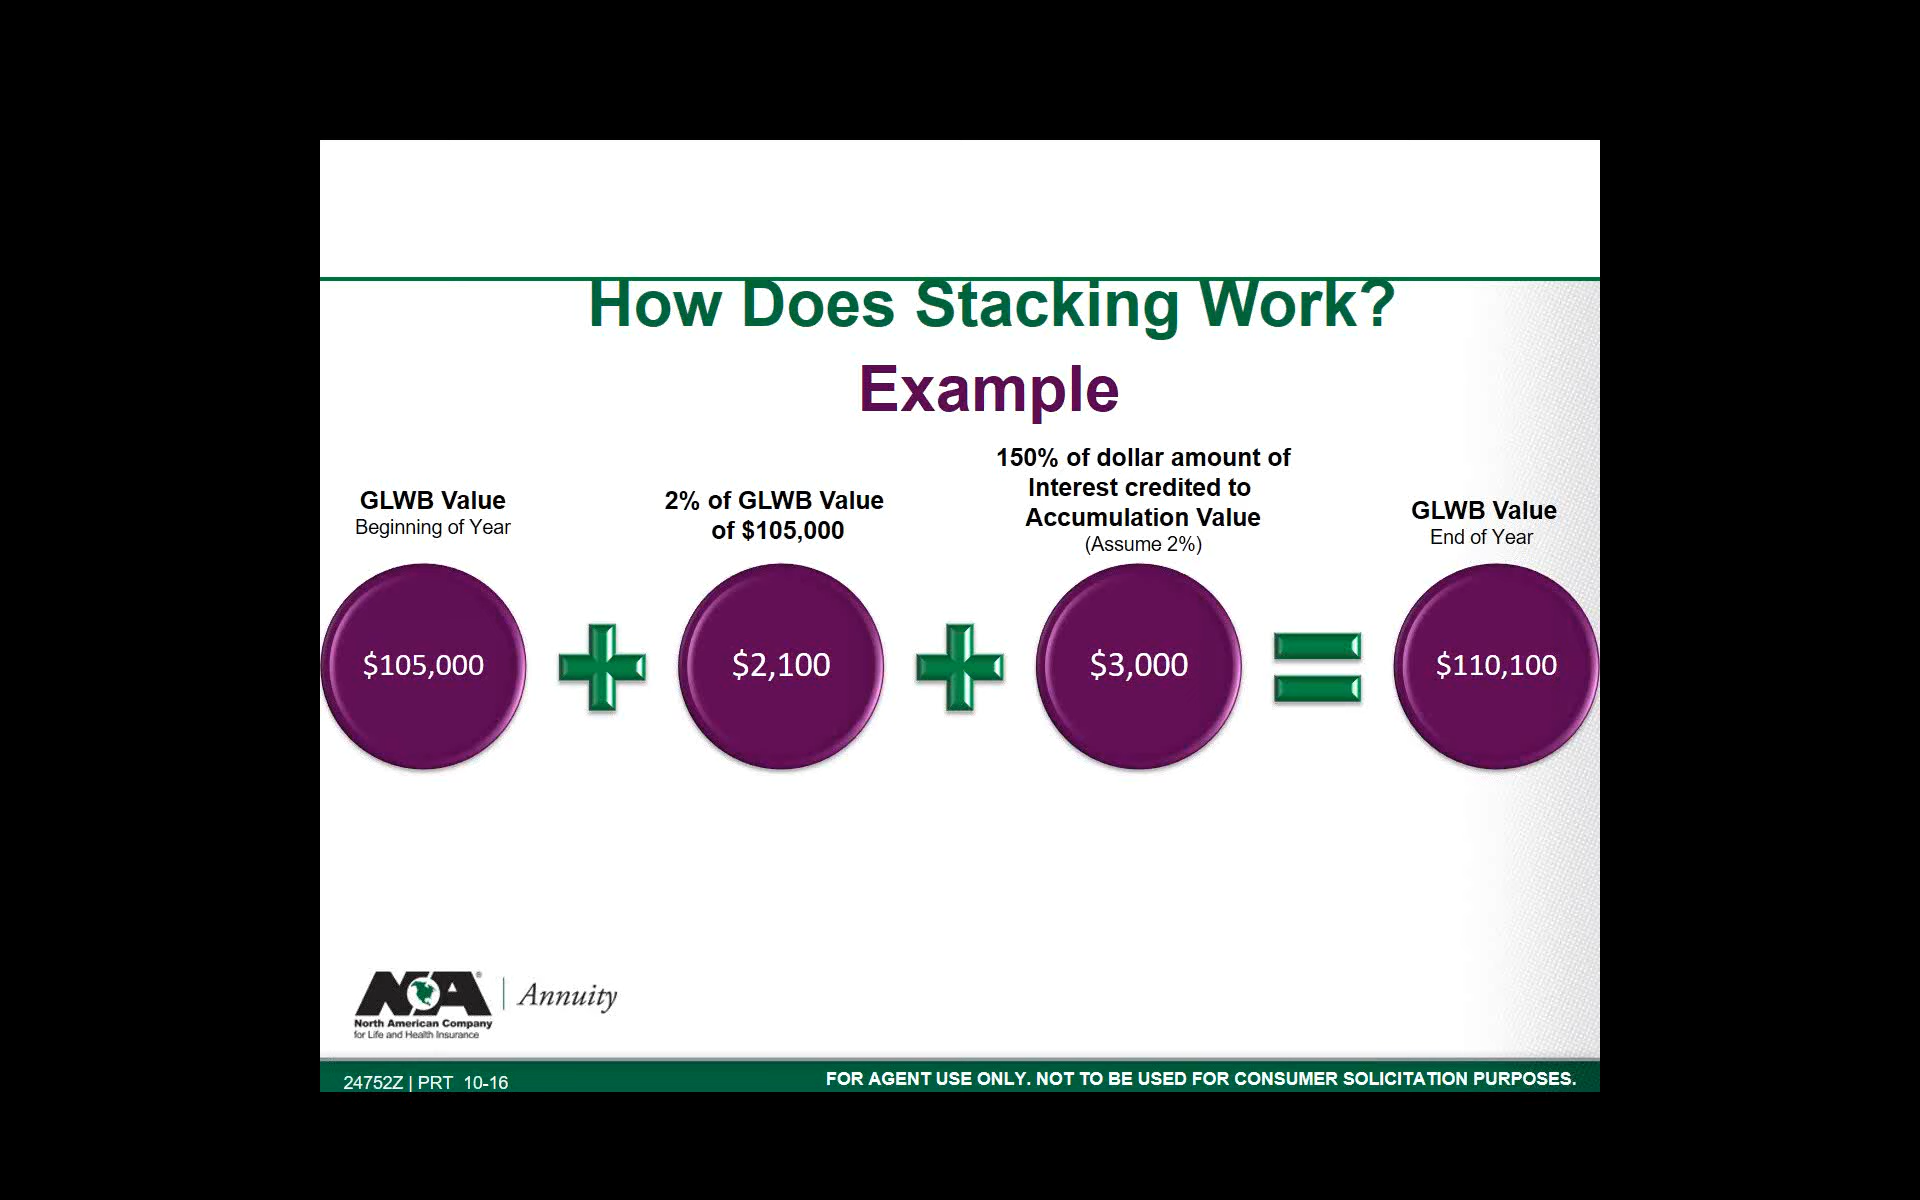 How Does Stacking Work?
Example
GLWB Value
Beginning of Year
2% of GLWB Value
of $105,000
150% of dollar amount of
Interest credited to
Accumulation Value
(Assume 2%)
GLWB Value
End of Year
$105,000
$2,100
$3,000
$110,100
NA®
Annuity
North American Company
for Life and Health Insurance
24752Z | PRT 10-16
FOR AGENT USE ONLY. NOT TO BE USED FOR CONSUMER SOLICITATION PURPOSES.